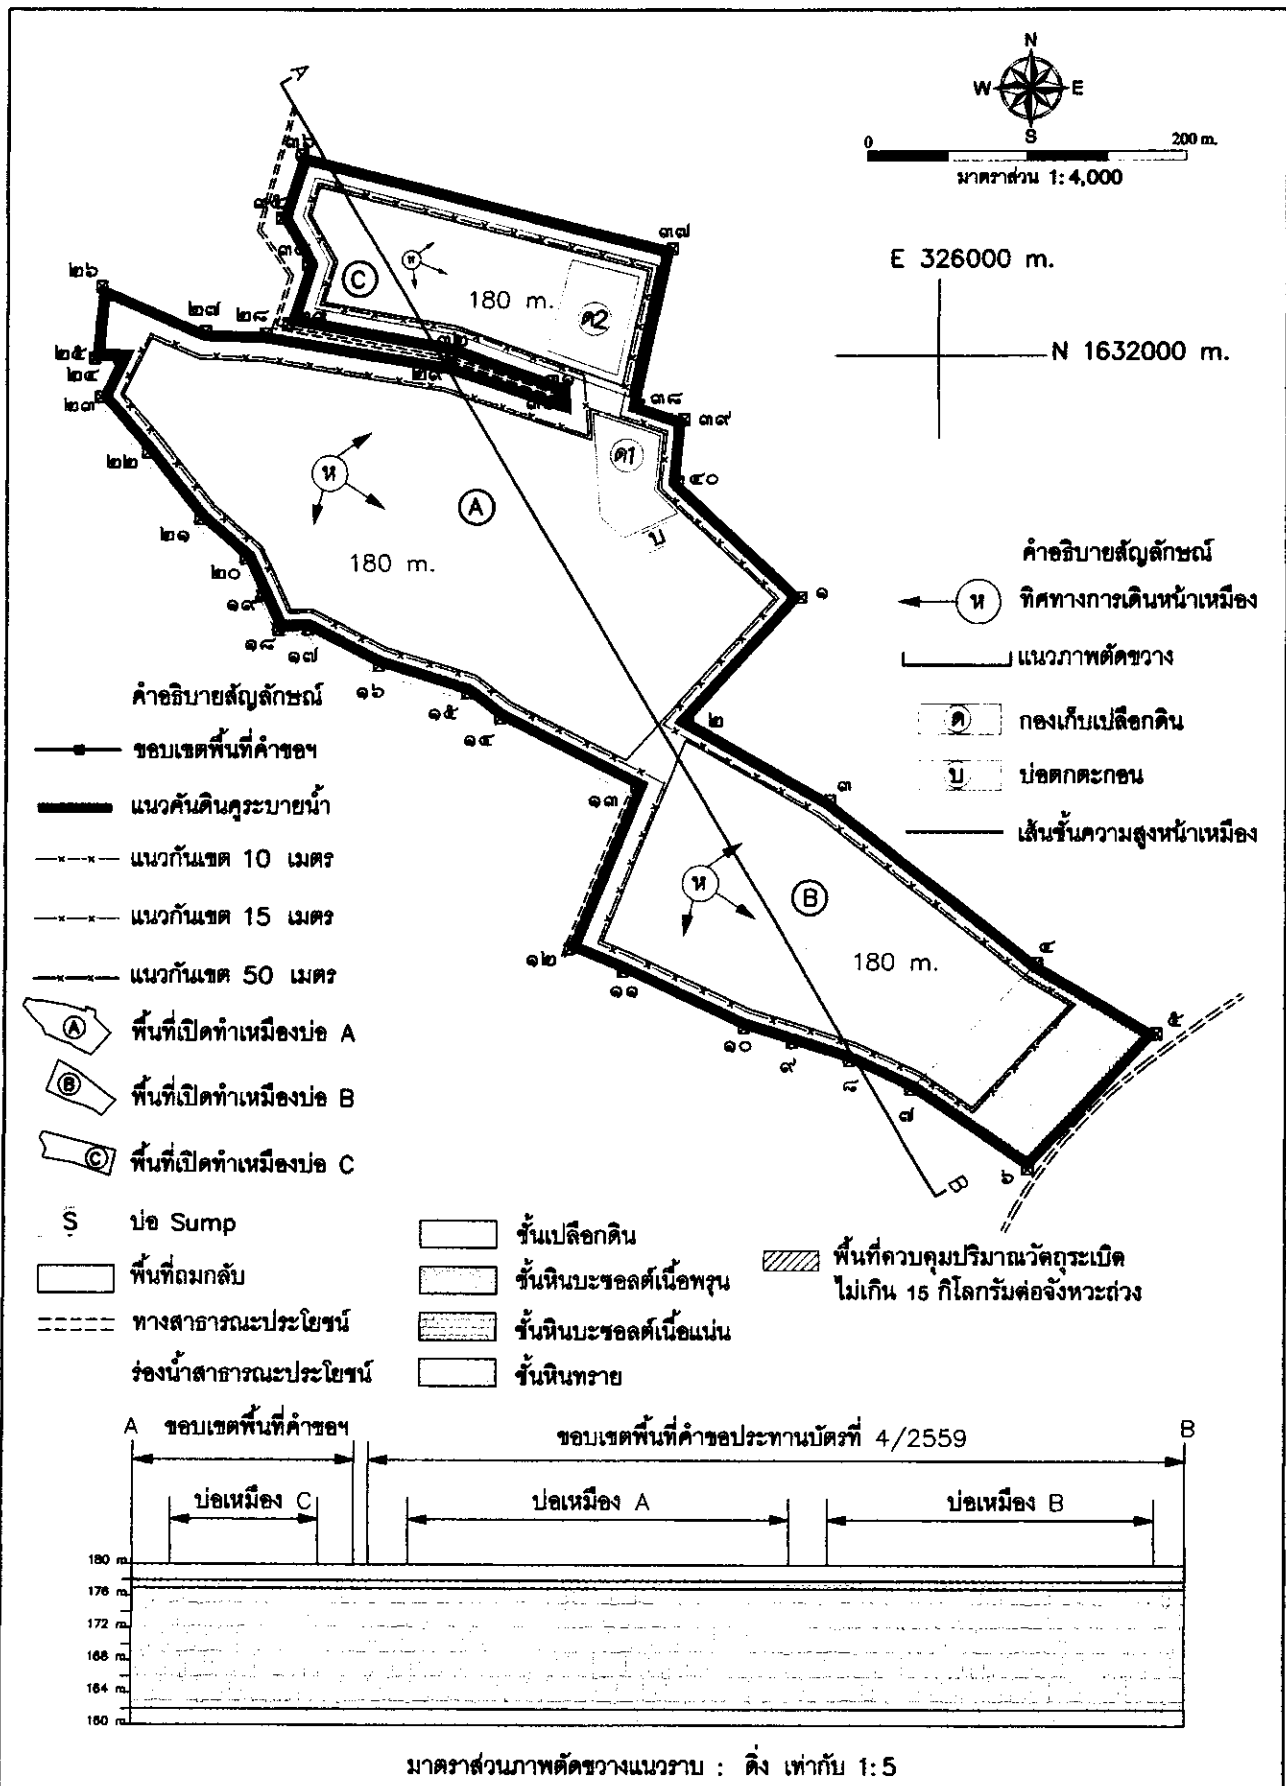 N
W E
S
0 200 m.
มาตราส่วน 1:4,000
E 326000 m.
N 1632000 m.
A
๓๖
๓๕
๓๔
๓๗
๒๖
๒๗
๒๘
๓๓
C
ห
180 m.
ด2
๓๒
๒๙
๓๑
๓๐
๓๘
๓๙
๒๕
๒๔
๒๓
๒๒
๒๑
๒๐
๑๙
๑๘
๑๗
๑๖
๑๕
๑๔
๑๓
ห
A
180 m.
ด1
บ
๔๐
๑
๒
๓
๔
๕
๖
๗
๘
๙
๑๐
๑๑
๑๒
ห
B
180 m.
B
คำอธิบายสัญลักษณ์
ห ทิศทางการเดินหน้าเหมือง
แนวภาพตัดขวาง
ด กองเก็บเปลือกดิน
บ บ่อตกตะกอน
เส้นชั้นความสูงหน้าเหมือง
คำอธิบายสัญลักษณ์
ขอบเขตพื้นที่คำขอฯ
แนวคันดินคูระบายน้ำ
แนวกันเขต 10 เมตร
แนวกันเขต 15 เมตร
แนวกันเขต 50 เมตร
A พื้นที่เปิดทำเหมืองบ่อ A
B พื้นที่เปิดทำเหมืองบ่อ B
C พื้นที่เปิดทำเหมืองบ่อ C
S บ่อ Sump
พื้นที่ถมกลับ
ทางสาธารณะประโยชน์
ร่องน้ำสาธารณะประโยชน์
ชั้นเปลือกดิน
ชั้นหินบะซอลต์เนื้อพรุน
ชั้นหินบะซอลต์เนื้อแน่น
ชั้นหินทราย
พื้นที่ควบคุมปริมาณวัตถุระเบิด
ไม่เกิน 15 กิโลกรัมต่อจังหวะถ่วง
A ขอบเขตพื้นที่คำขอฯ ขอบเขตพื้นที่คำขอประทานบัตรที่ 4/2559 B
บ่อเหมือง C บ่อเหมือง A บ่อเหมือง B
180 m.
176 m.
172 m.
168 m.
164 m.
160 m.
มาตราส่วนภาพตัดขวางแนวราบ : ดิ่ง เท่ากับ 1:5